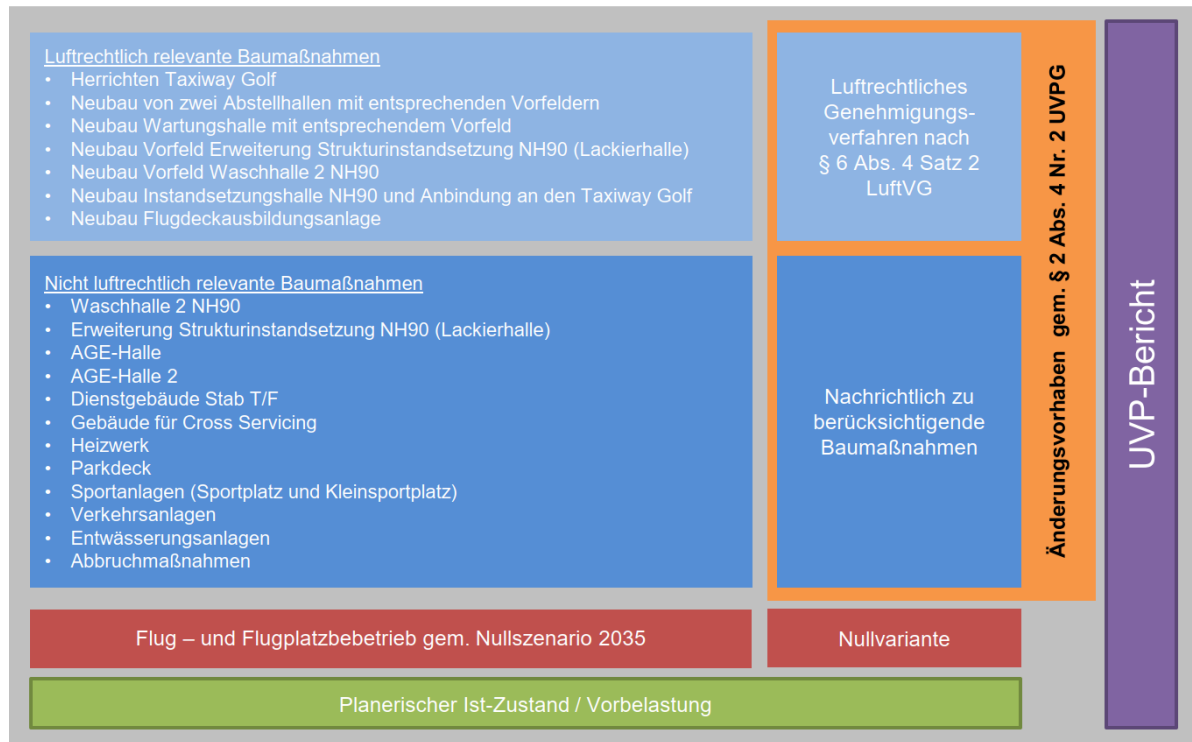 Luftrechtlich relevante Baumaßnahmen
• Herrichten Taxiway Golf
• Neubau von zwei Abstellhallen mit entsprechenden Vorfeldern
• Neubau Wartungshalle mit entsprechendem Vorfeld
• Neubau Vorfeld Erweiterung Strukturinstandsetzung NH90 (Lackierhalle)
• Neubau Vorfeld Waschhalle 2 NH90
• Neubau Instandsetzungshalle NH90 und Anbindung an den Taxiway Golf
• Neubau Flugdeckausbildungsanlage
Luftrechtliches
Genehmigungs-
verfahren nach
§ 6 Abs. 4 Satz 2
LuftVG
Nicht luftrechtlich relevante Baumaßnahmen
• Waschhalle 2 NH90
• Erweiterung Strukturinstandsetzung NH90 (Lackierhalle)
• AGE-Halle
• AGE-Halle 2
• Dienstgebäude Stab T/F
• Gebäude für Cross Servicing
• Heizwerk
• Parkdeck
• Sportanlagen (Sportplatz und Kleinsportplatz)
• Verkehrsanlagen
• Entwässerungsanlagen
• Abbruchmaßnahmen
Nachrichtlich zu
berücksichtigende
Baumaßnahmen
Änderungsvorhaben gem. § 2 Abs. 4 Nr. 2 UVPG
UVP-Bericht
Flug – und Flugplatzbebetrieb gem. Nullszenario 2035
Nullvariante
Planerischer Ist-Zustand / Vorbelastung